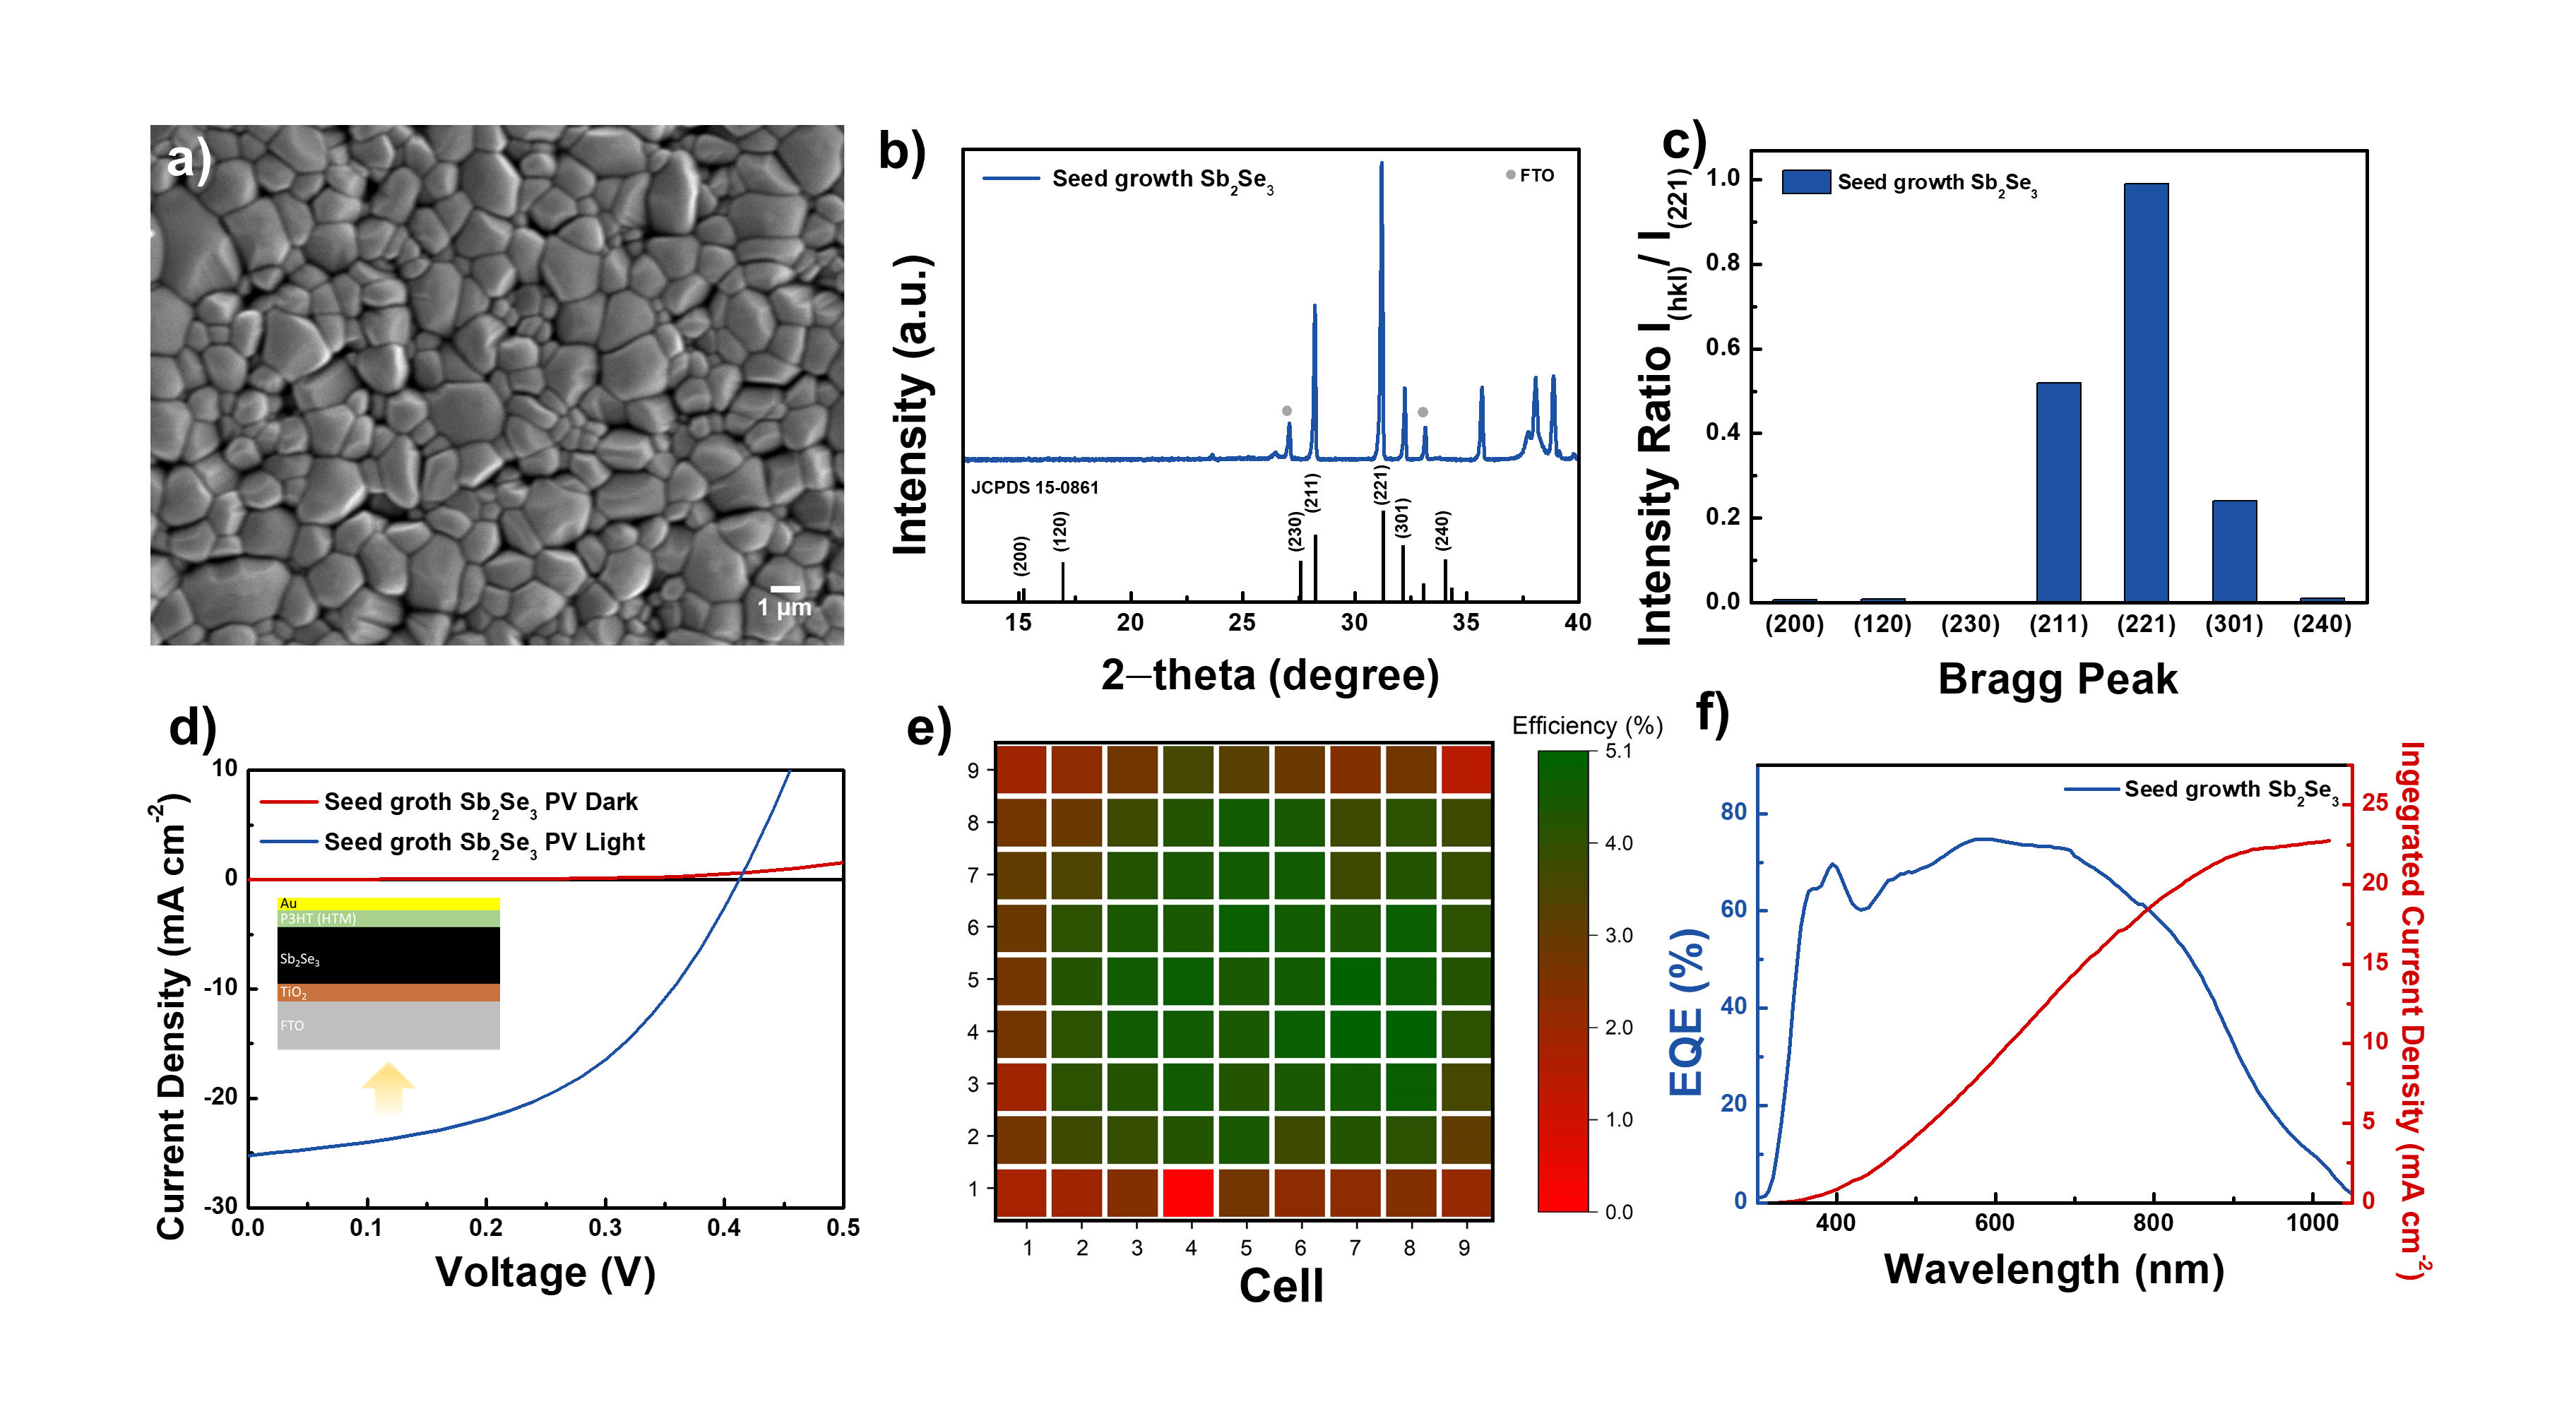 a)
1 μm
b)
Seed growth Sb2Se3
FTO
JCPDS 15-0861
(200)
(120)
(230)
(211)
(221)
(301)
(240)
15 20 25 30 35 40
2−theta (degree)
Intensity (a.u.)
c)
Seed growth Sb2Se3
1.0
0.8
0.6
0.4
0.2
0.0
(200) (120) (230) (211) (221) (301) (240)
Bragg Peak
Intensity Ratio I(hkl)/ I(221)
d)
Seed groth Sb2Se3 PV Dark
Seed groth Sb2Se3 PV Light
Au
P3HT (HTM)
Sb2Se3
TiO2
FTO
10
0
-10
-20
-30
0.0 0.1 0.2 0.3 0.4 0.5
Voltage (V)
Current Density (mA cm-2)
e)
Efficiency (%)
5.1
4.0
3.0
2.0
1.0
0.0
9
8
7
6
5
4
3
2
1
1 2 3 4 5 6 7 8 9
Cell
f)
Seed growth Sb2Se3
80
60
40
20
0
EQE (%)
25
20
15
10
5
0
Ingegrated Current Density (mA cm-2)
400 600 800 1000
Wavelength (nm)